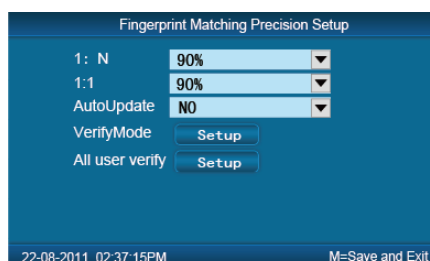 Fingerprint Matching Precision Setup
1: N 90%
1:1 90%
AutoUpdate NO
VerifyMode Setup
All user verify Setup
22-08-2011 02:37:15PM M=Save and Exit